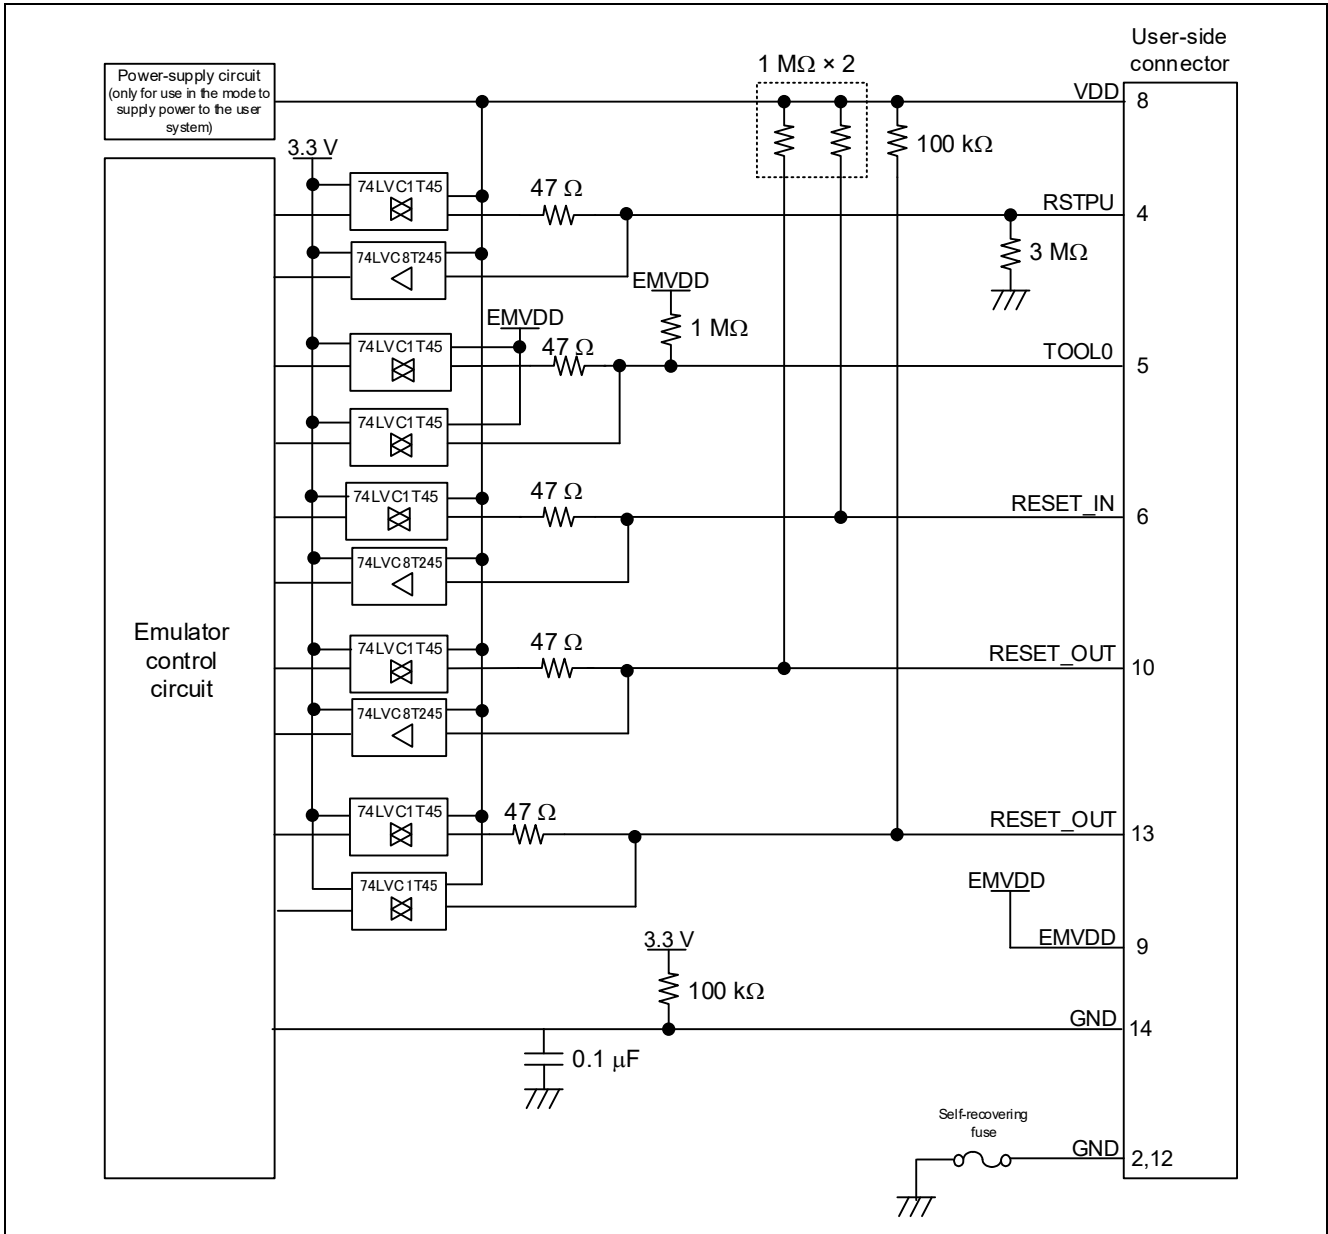 User-side
connector
Power-supply circuit
(only for use in the mode to
supply power to the user
system)
1 MΩ × 2
VDD
8
3.3 V
100 kΩ
74LVC1T45
47 Ω
RSTPU
4
74LVC8T245
3 MΩ
EMVDD
EMVDD
1 MΩ
74LVC1T45
47 Ω
TOOL0
5
74LVC1T45
74LVC1T45
47 Ω
RESET_IN
6
74LVC8T245
Emulator
control
circuit
74LVC1T45
47 Ω
RESET_OUT
10
74LVC8T245
74LVC1T45
47 Ω
RESET_OUT
13
74LVC1T45
EMVDD
EMVDD
9
3.3 V
100 kΩ
GND
14
0.1 μF
Self-recovering
fuse
GND
2,12